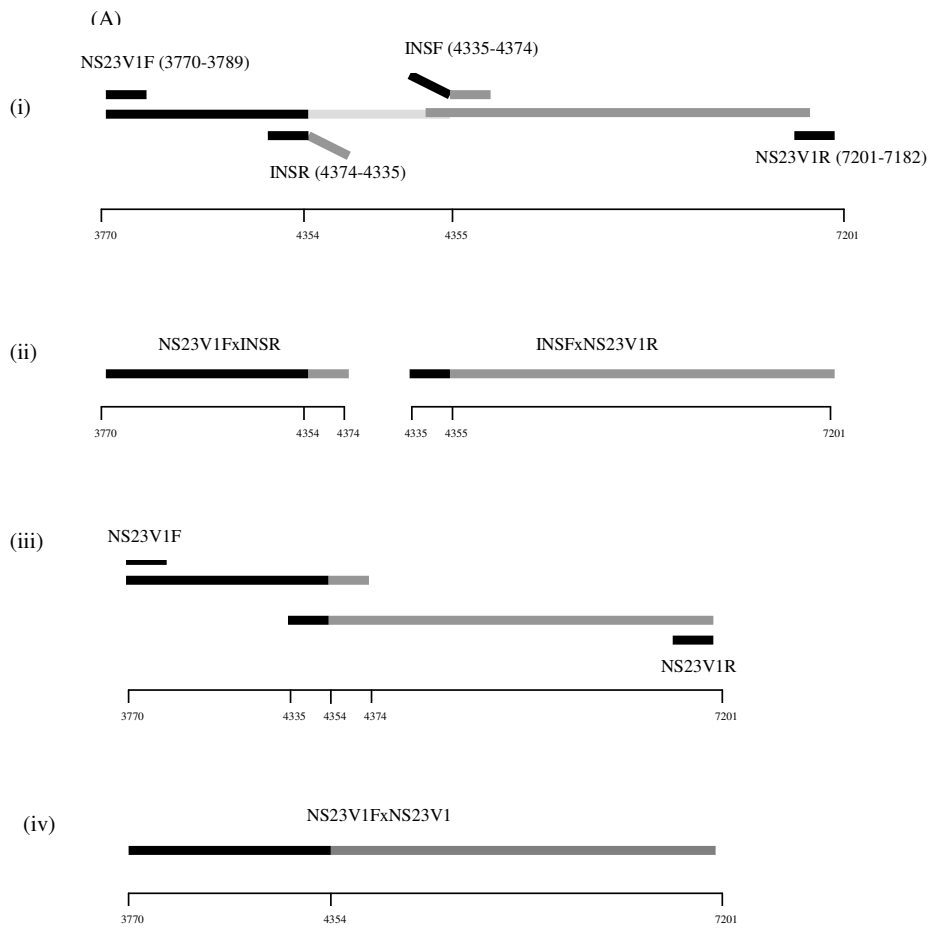 (A)
INSF (4335-4374)
NS23V1F (3770-3789)
(i)
INSR (4374-4335)
NS23V1R (7201-7182)
3770 4354 4355 7201
(ii)
NS23V1FxINSR INSFxNS23V1R
3770 4354 4374 4335 4355 7201
(iii)
NS23V1F
NS23V1R
3770 4335 4354 4374 7201
(iv)
NS23V1FxNS23V1
3770 4354 7201